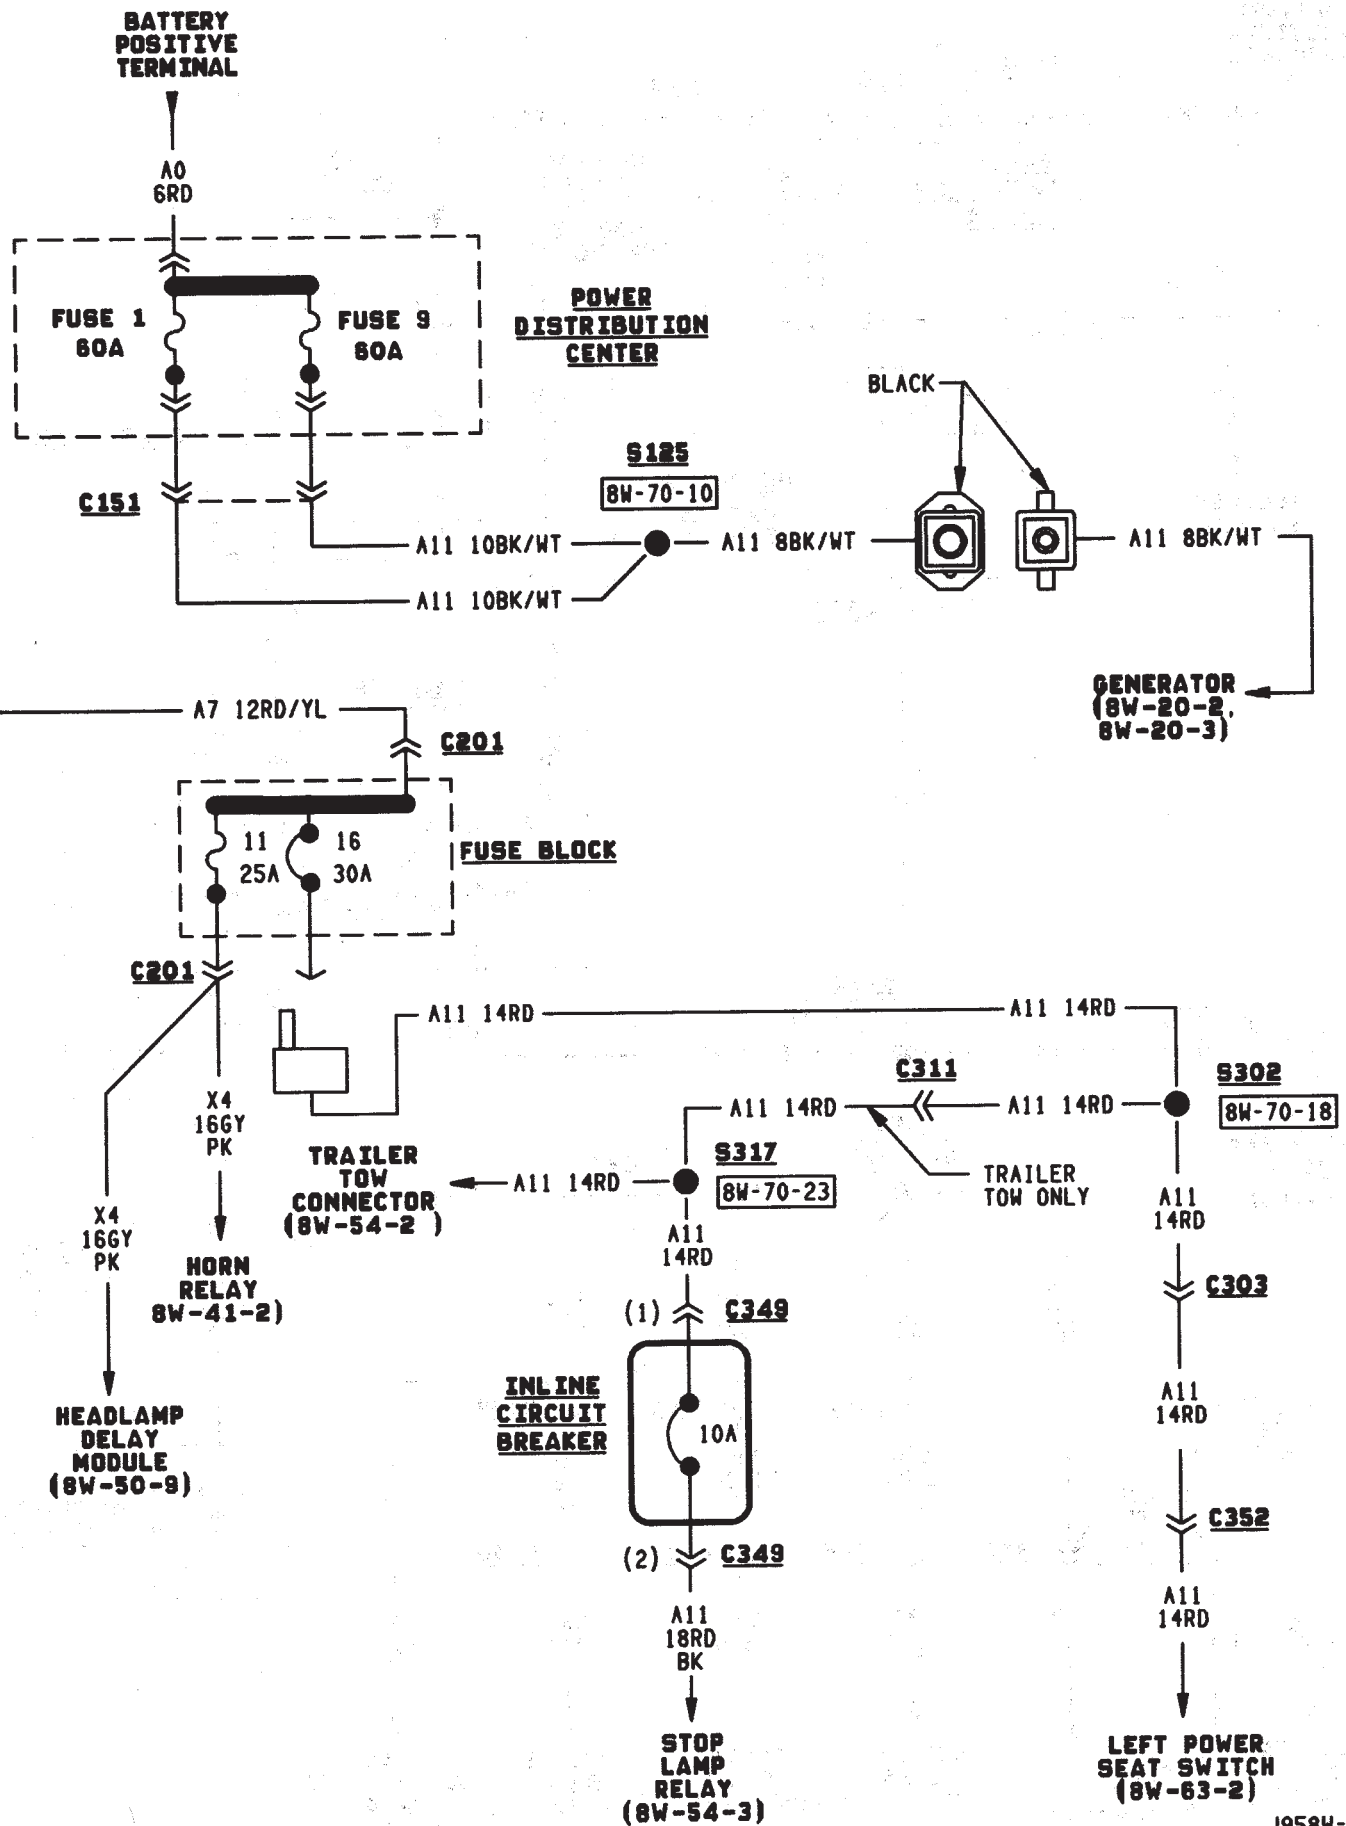 BATTERY
POSITIVE
TERMINAL
A0
6RD
FUSE 1
60A
FUSE 9
60A
POWER
DISTRIBUTION
CENTER
BLACK
S125
8W-70-10
C151
A11 10BK/WT
A11 8BK/WT
A11 8BK/WT
A11 10BK/WT
GENERATOR
(8W-20-2,
8W-20-3)
A7 12RD/YL
C201
11
25A
16
30A
FUSE BLOCK
C201
A11 14RD
A11 14RD
C311
S302
8W-70-18
A11 14RD
A11 14RD
X4
16GY
PK
TRAILER
TOW
CONNECTOR
(8W-54-2 )
A11 14RD
S317
8W-70-23
TRAILER
TOW ONLY
A11
14RD
X4
16GY
PK
A11
14RD
HORN
RELAY
8W-41-2)
C303
(1)
C349
INLINE
CIRCUIT
BREAKER
10A
A11
14RD
HEADLAMP
DELAY
MODULE
(8W-50-9)
C352
(2)
C349
A11
18RD
BK
A11
14RD
STOP
LAMP
RELAY
(8W-54-3)
LEFT POWER
SEAT SWITCH
(8W-63-2)